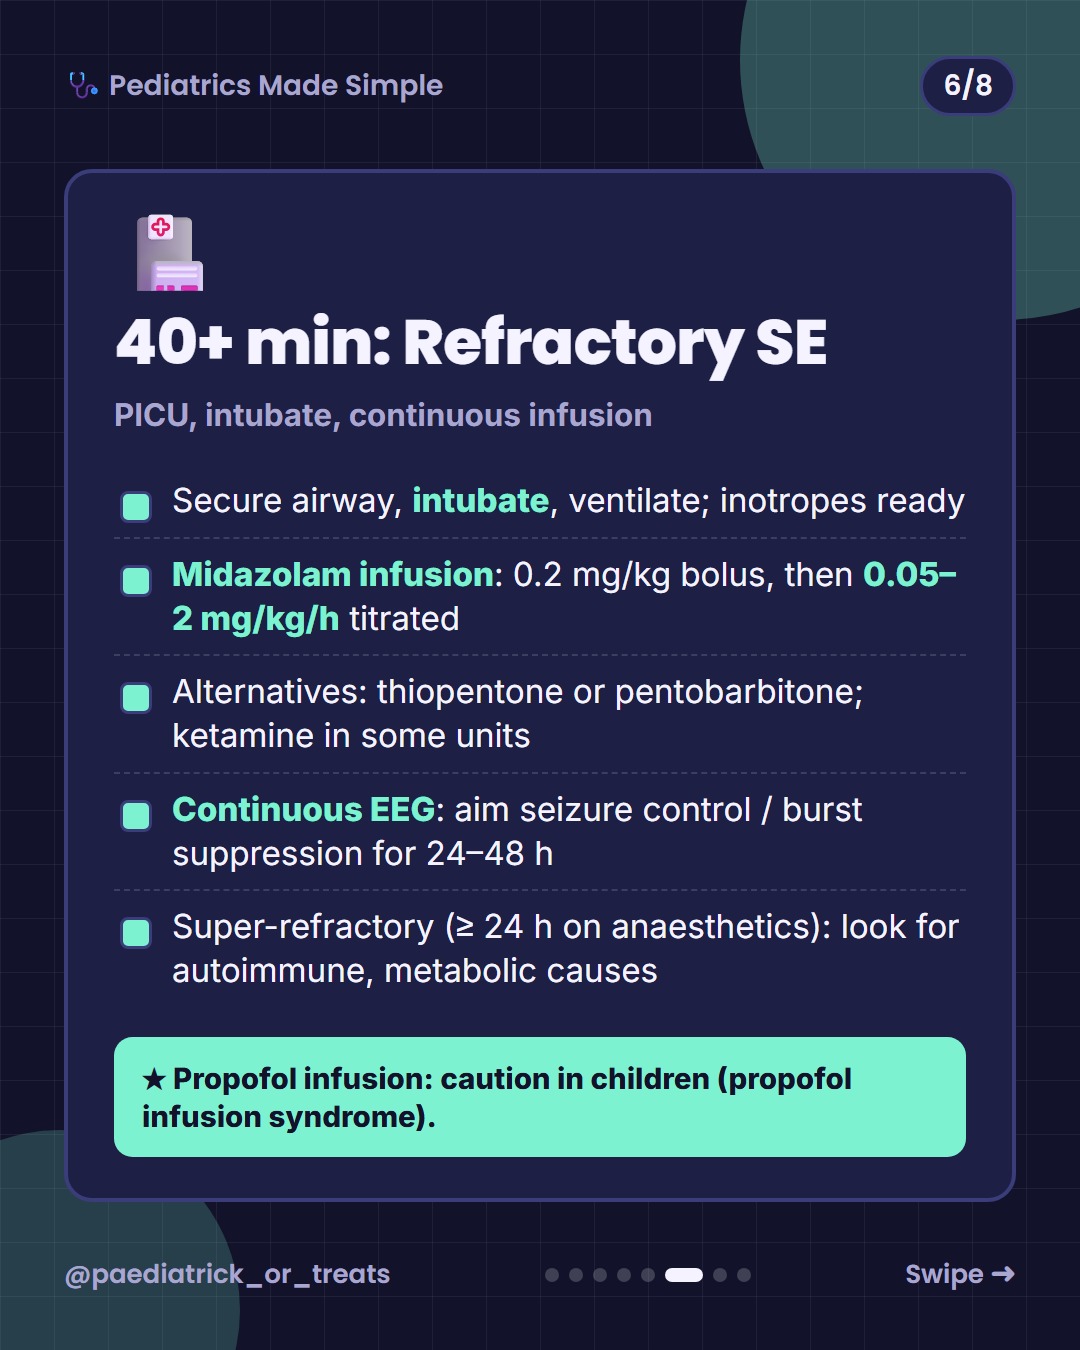 Pediatrics Made Simple
6/8
40+ min: Refractory SE
PICU, intubate, continuous infusion
Secure airway, intubate, ventilate; inotropes ready
Midazolam infusion: 0.2 mg/kg bolus, then 0.05–
2 mg/kg/h titrated
Alternatives: thiopentone or pentobarbitone;
ketamine in some units
Continuous EEG: aim seizure control / burst
suppression for 24–48 h
Super-refractory (≥ 24 h on anaesthetics): look for
autoimmune, metabolic causes
★ Propofol infusion: caution in children (propofol
infusion syndrome).
@paediatrick_or_treats
Swipe ➜